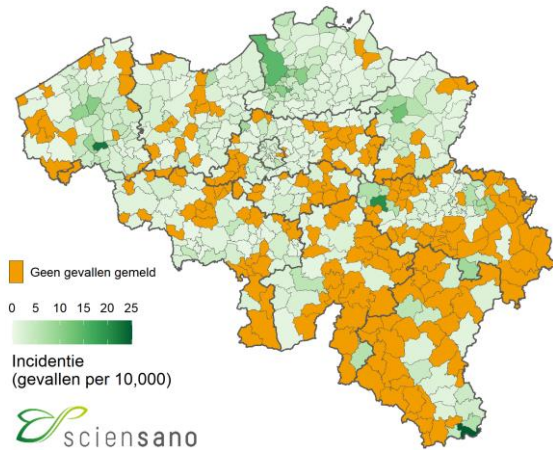 Geen gevallen gemeld
0 5 10 15 20 25
Incidentie
(gevallen per 10,000)
sciensano